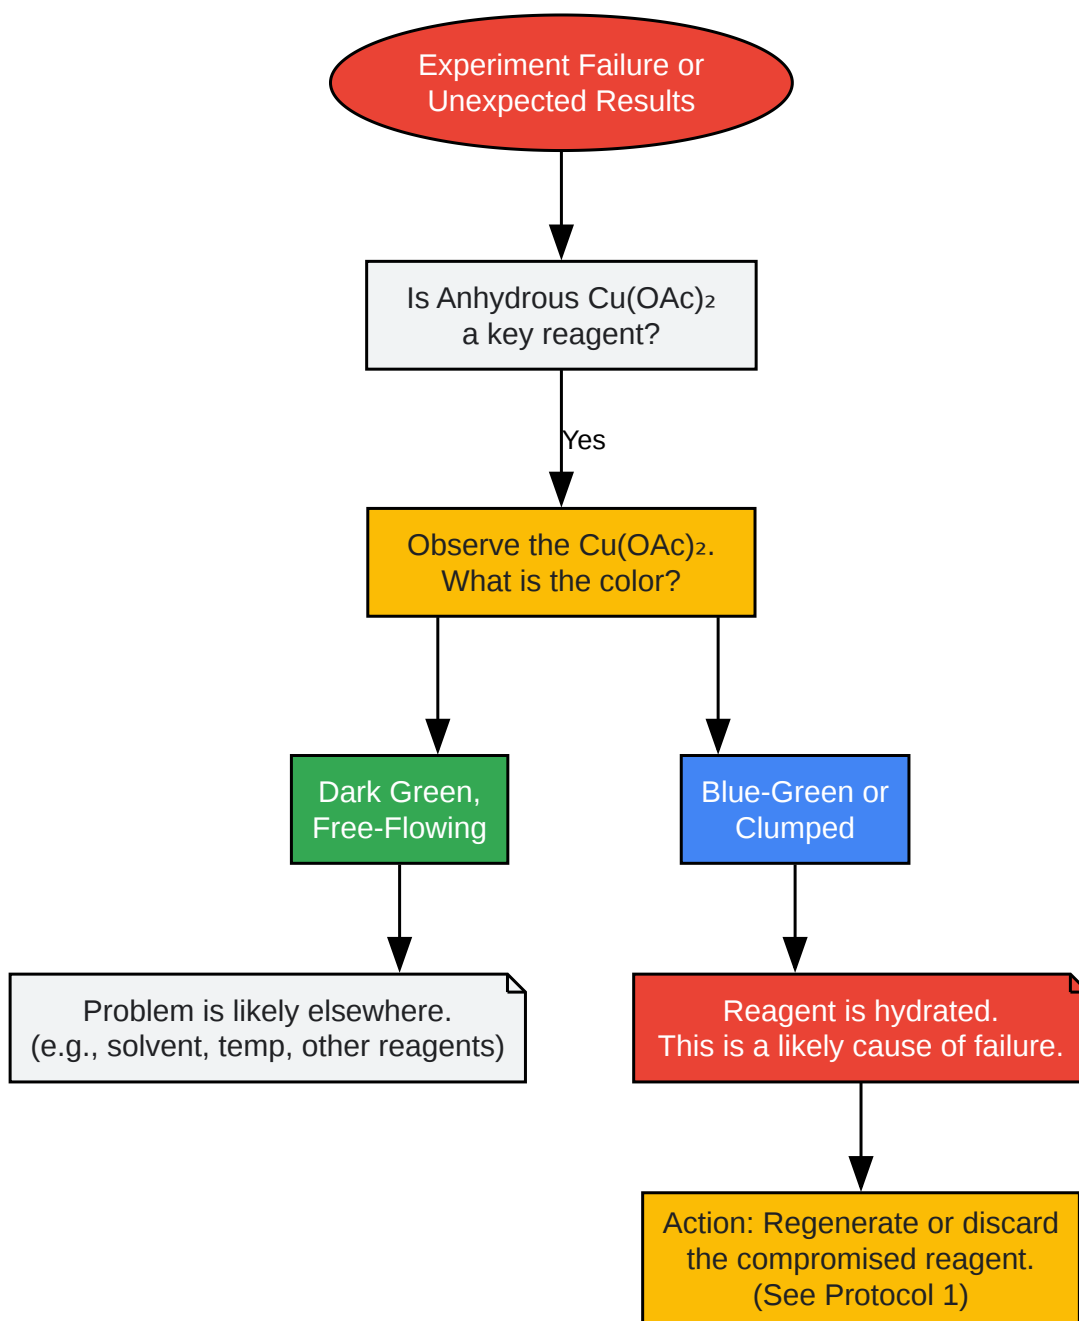 Experiment Failure or
Unexpected Results
Is Anhydrous Cu(OAc)₂
a key reagent?
Yes
Observe the Cu(OAc)₂.
What is the color?
Dark Green,
Free-Flowing
Blue-Green or
Clumped
Problem is likely elsewhere.
(e.g., solvent, temp, other reagents)
Reagent is hydrated.
This is a likely cause of failure.
Action: Regenerate or discard
the compromised reagent.
(See Protocol 1)